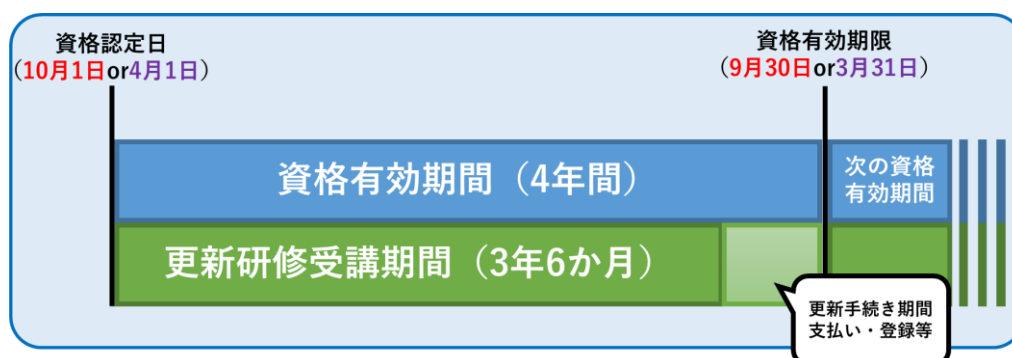 資格認定日
（10月1日or4月1日）
資格有効期限
（9月30日or3月31日）
資格有効期間（4年間）
次の資格
有効期間
更新研修受講期間（3年6か月）
更新手続き期間
支払い・登録等